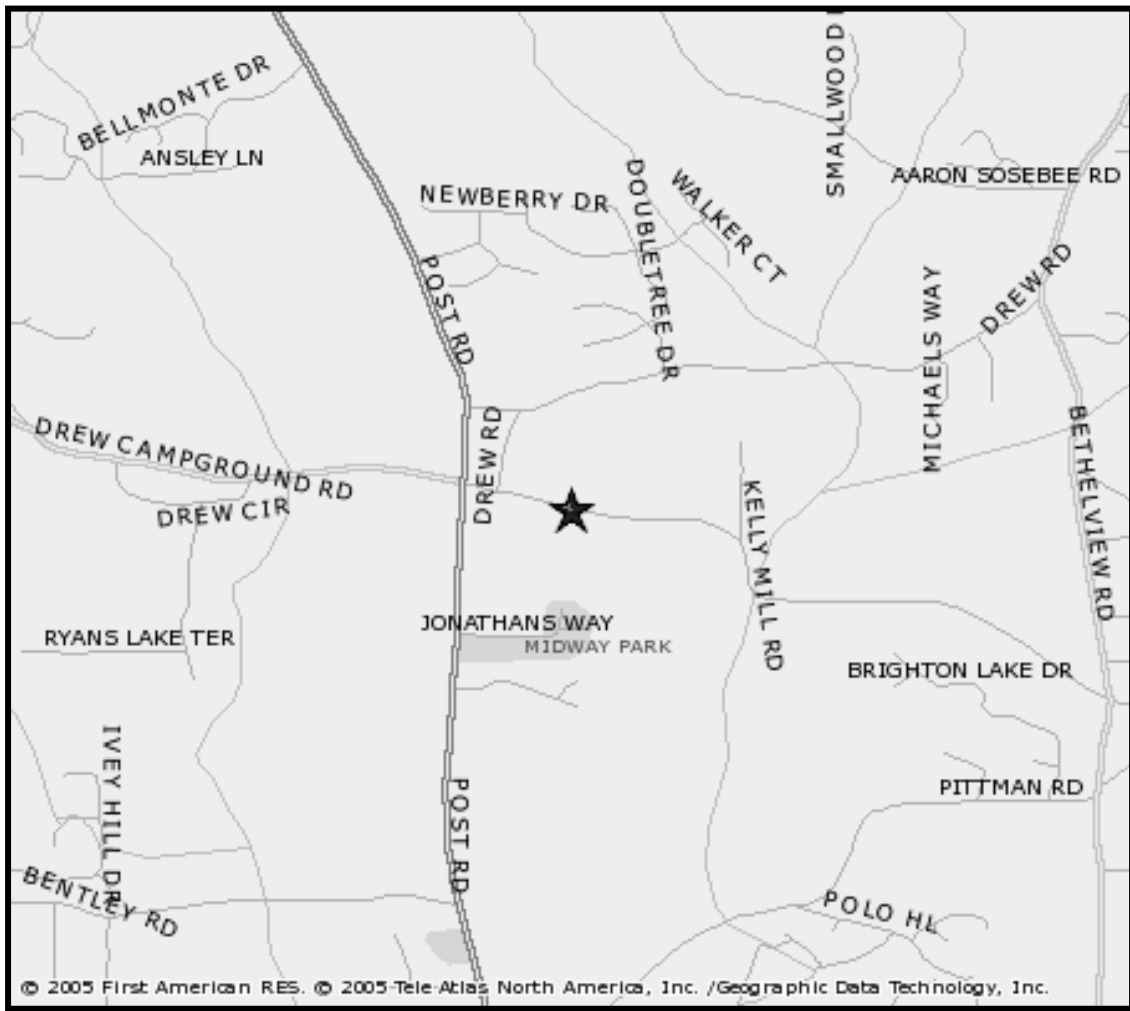 SMALLWOOD
BELLMONTE DR
ANSLEY LN
AARON SOSEBEE RD
NEWBERRY DR
DOUBLETREE DR
WALKER CT
POST RD
MICHAELS WAY
DREW RD
DREW CAMPGROUND RD
DREW RD
BETHELVIEW RD
DREW CIR
KELLY MILL RD
JONATHANS WAY
MIDWAY PARK
RYANS LAKE TER
BRIGHTON LAKE DR
IVEY HILL DR
POST RD
PITTMAN RD
BENTLEY RD
POLO HL
© 2005 First American RES. © 2005 Tele Atlas North America, Inc. /Geographic Data Technology, Inc.